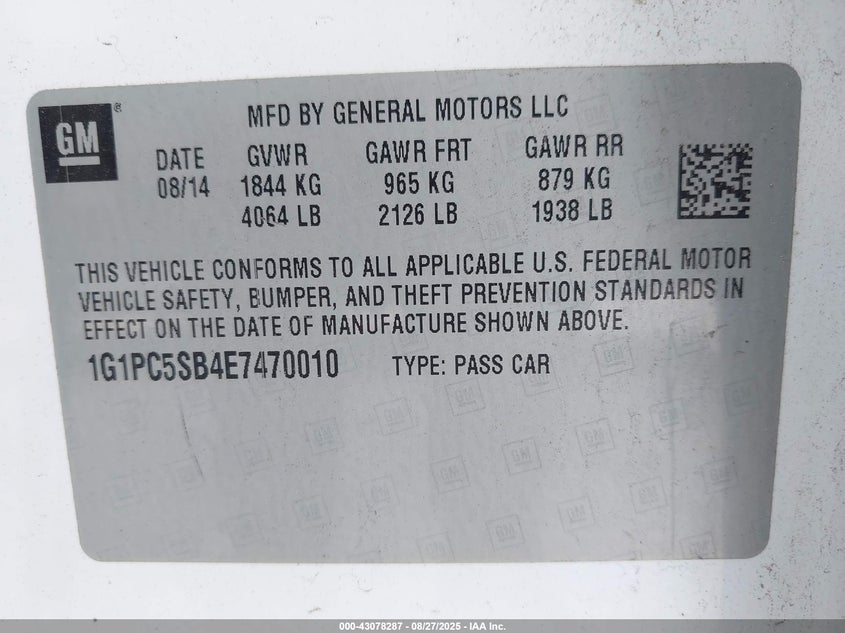 GM ®
MFD BY GENERAL MOTORS LLC
DATE GVWR GAWR FRT GAWR RR
08/14 1844 KG 965 KG 879 KG
4064 LB 2126 LB 1938 LB
THIS VEHICLE CONFORMS TO ALL APPLICABLE U.S. FEDERAL MOTOR
VEHICLE SAFETY, BUMPER, AND THEFT PREVENTION STANDARDS IN
EFFECT ON THE DATE OF MANUFACTURE SHOWN ABOVE.
1G1PC5SB4E7470010 TYPE: PASS CAR
000-43078287 - 08/27/2025 - IAA Inc.